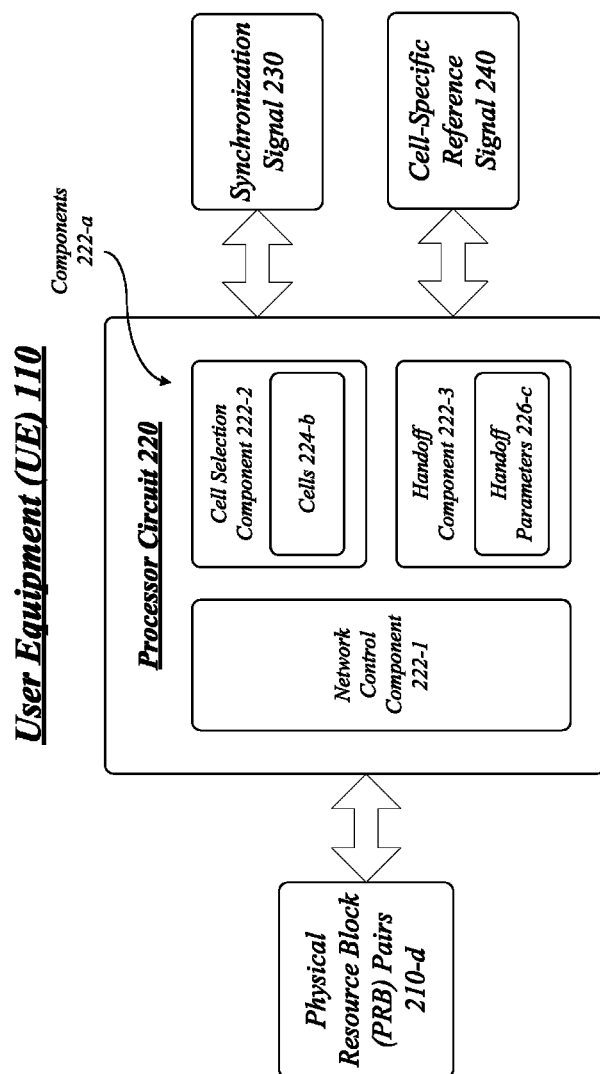 User Equipment (UE) 110
Components
222-a
Processor Circuit 220
Physical
Resource Block
(PRB) Pairs
210-d
Network
Control
Component
222-1
Cell Selection
Component 222-2
Cells 224-b
Handoff
Component 222-3
Handoff
Parameters 226-c
Synchronization
Signal 230
Cell-Specific
Reference
Signal 240